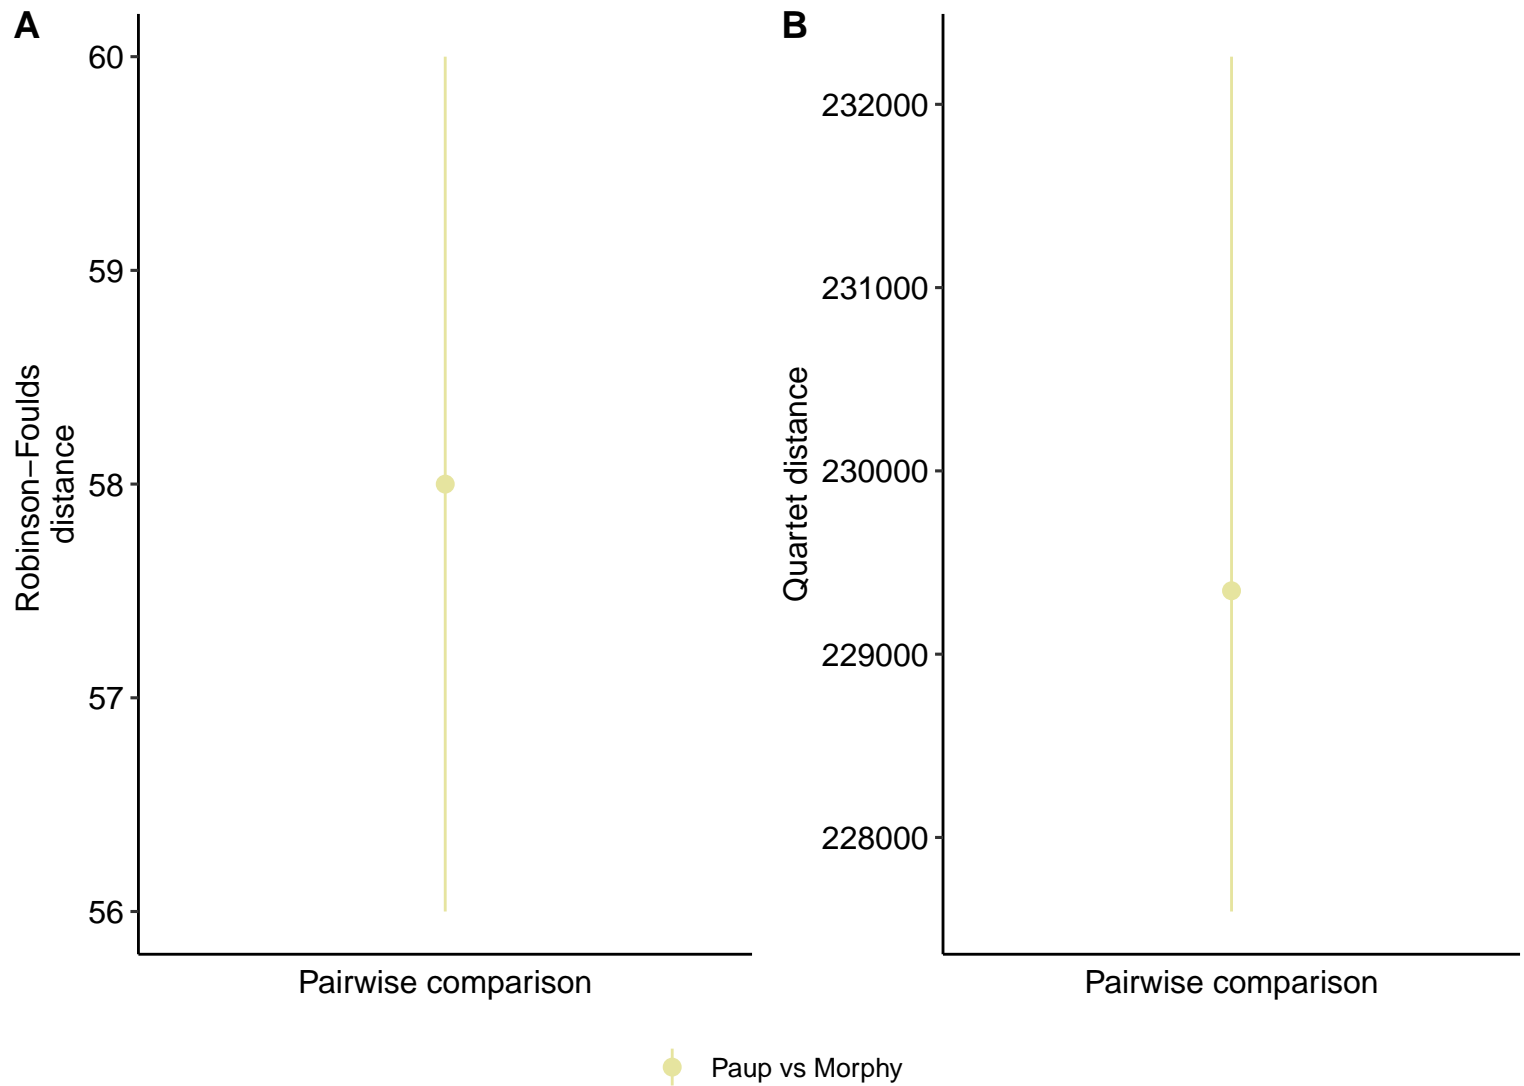 A
60
59
58
57
56
Robinson−Foulds
distance
Pairwise comparison
B
232000
231000
230000
229000
228000
Quartet distance
Pairwise comparison
Paup vs Morphy